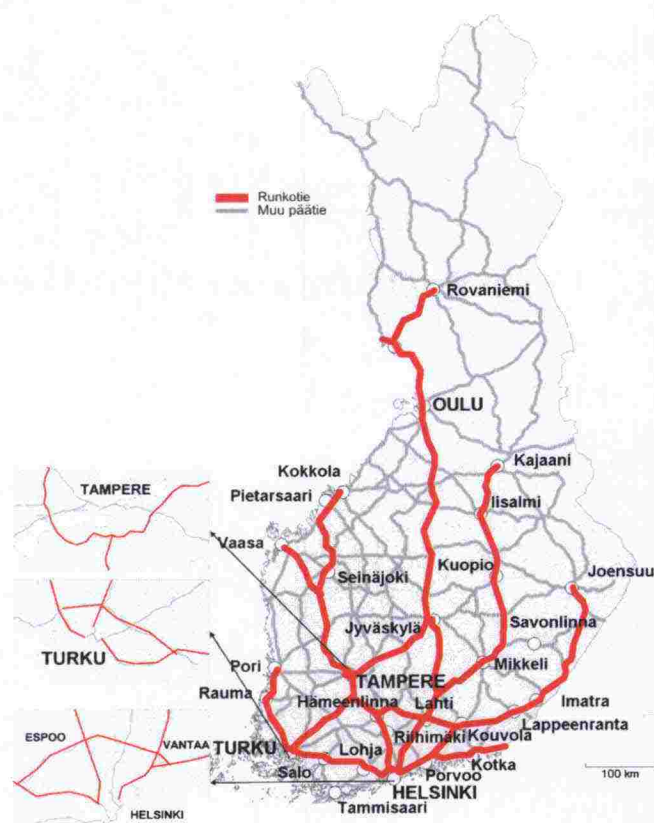 Runkotie
Muu päätie
Rovaniemi
OULU
Kajaani
Kokkola
Iisalmi
Pietarsaari
TAMPERE
Vaasa
Kuopio
Joensuu
Seinäjoki
Savonlinna
Jyväskylä
TURKU
Mikkeli
Pori
TAMPERE
Rauma
Hämeenlinna
Lahti
Imatra
Lappeenranta
ESPOO
VANTAA
TURKU
Lohja
Riihimäki
Kouvola
Kotka
Salo
Porvoo
100 km
HELSINKI
HELSINKI
Tammisaari